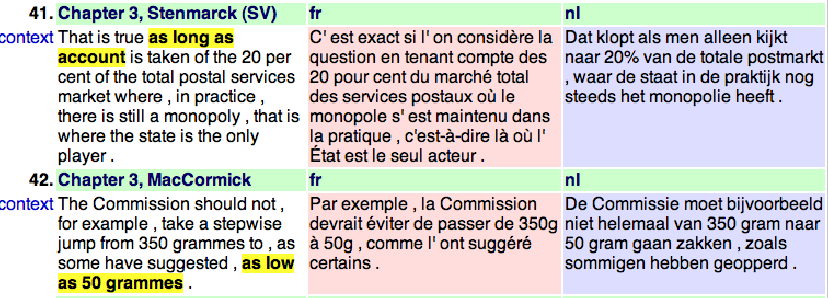 41. Chapter 3, Stenmarck (SV) fr nl
context That is true as long as
account is taken of the 20 per
cent of the total postal services
market where , in practice ,
there is still a monopoly , that is
where the state is the only
player .
C' est exact si l' on considère la
question en tenant compte des
20 pour cent du marché total
des services postaux où le
monopole s' est maintenu dans
la pratique , c'est-à-dire là où l'
État est le seul acteur .
Dat klopt als men alleen kijkt
naar 20% van de totale postmarkt
, waar de staat in de praktijk nog
steeds het monopolie heeft .
42. Chapter 3, MacCormick fr nl
context The Commission should not ,
for example , take a stepwise
jump from 350 grammes to , as
some have suggested , as low
as 50 grammes .
Par exemple , la Commission
devrait éviter de passer de 350g
à 50g , comme l' ont suggéré
certains .
De Commissie moet bijvoorbeeld
niet helemaal van 350 gram naar
50 gram gaan zakken , zoals
sommigen hebben geopperd .